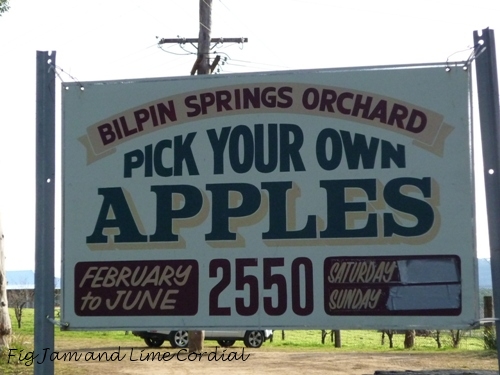 BILPIN SPRINGS ORCHARD
PICK YOUR OWN
APPLES
FEBRUARY
to JUNE
2550
SATURDAY
SUNDAY
Fig Jam and Lime Cordial